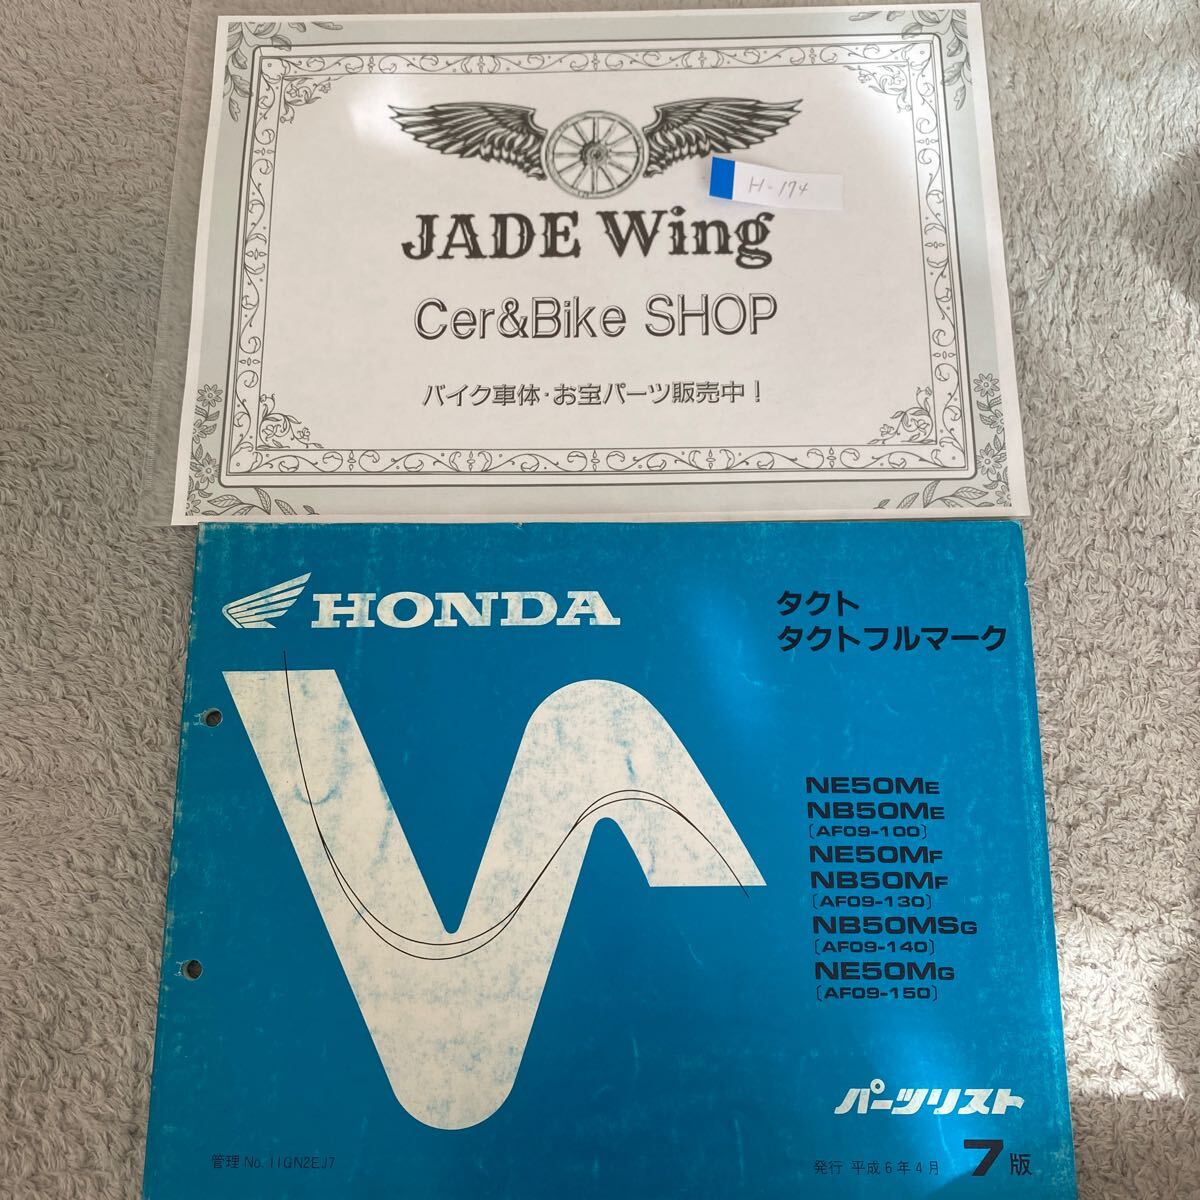 H-174
JADE Wing
Cer&Bike SHOP
バイク車体・お宝パーツ販売中！
HONDA
タクト
タクトフルマーク
NE50ME
NB50ME
[AF09-100]
NE50MF
NB50MF
[AF09-130]
NB50MSG
[AF09-140]
NE50MG
[AF09-150]
パーツリスト
管理 No. 11GN2EJ7
発行 平成6年4月 7版